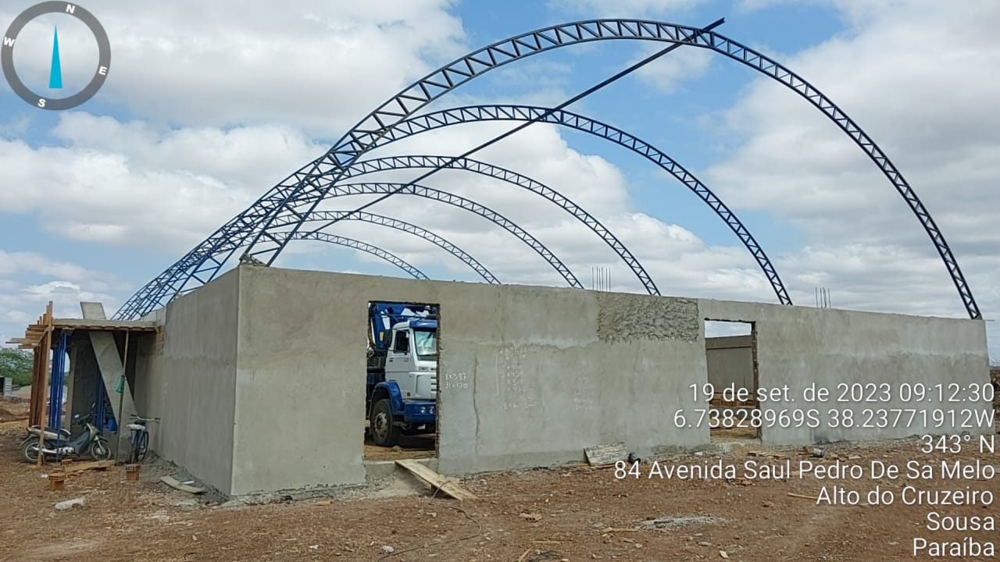 N
W
E
S
19 de set. de 2023 09:12:30
6.73828969S 38.23771912W
343° N
84 Avenida Saul Pedro De Sa Melo
Alto do Cruzeiro
Sousa
Paraíba